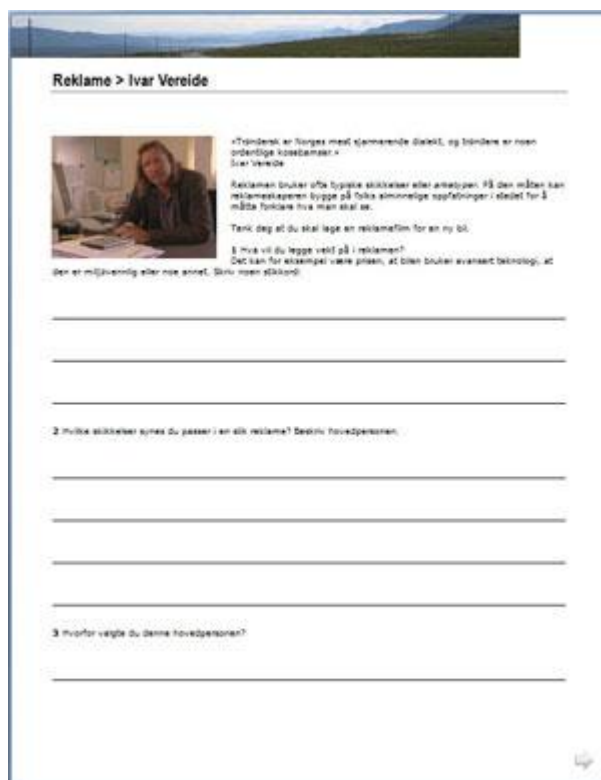 Reklame > Ivar Vereide
«Trøndersk er Norges mest sjarmerende dialekt, og trøndere er noen
ordentlige kosebamser.»
Ivar Vereide
Reklamen bruker ofte typiske skikkelser eller arketyper. På den måten kan
reklameskaperen bygge på folks alminnelige oppfatninger i stedet for å
måtte forklare hva man skal se.
Tenk deg at du skal lage en reklamefilm for en ny bil.
1 Hva vil du legge vekt på i reklamen?
Det kan for eksempel være prisen, at bilen bruker avansert teknologi, at
den er miljøvennlig eller noe annet. Skriv noen stikkord!
2 Hvilke skikkelser synes du passer i en slik reklame? Beskriv hovedpersonen.
3 Hvorfor valgte du denne hovedpersonen?